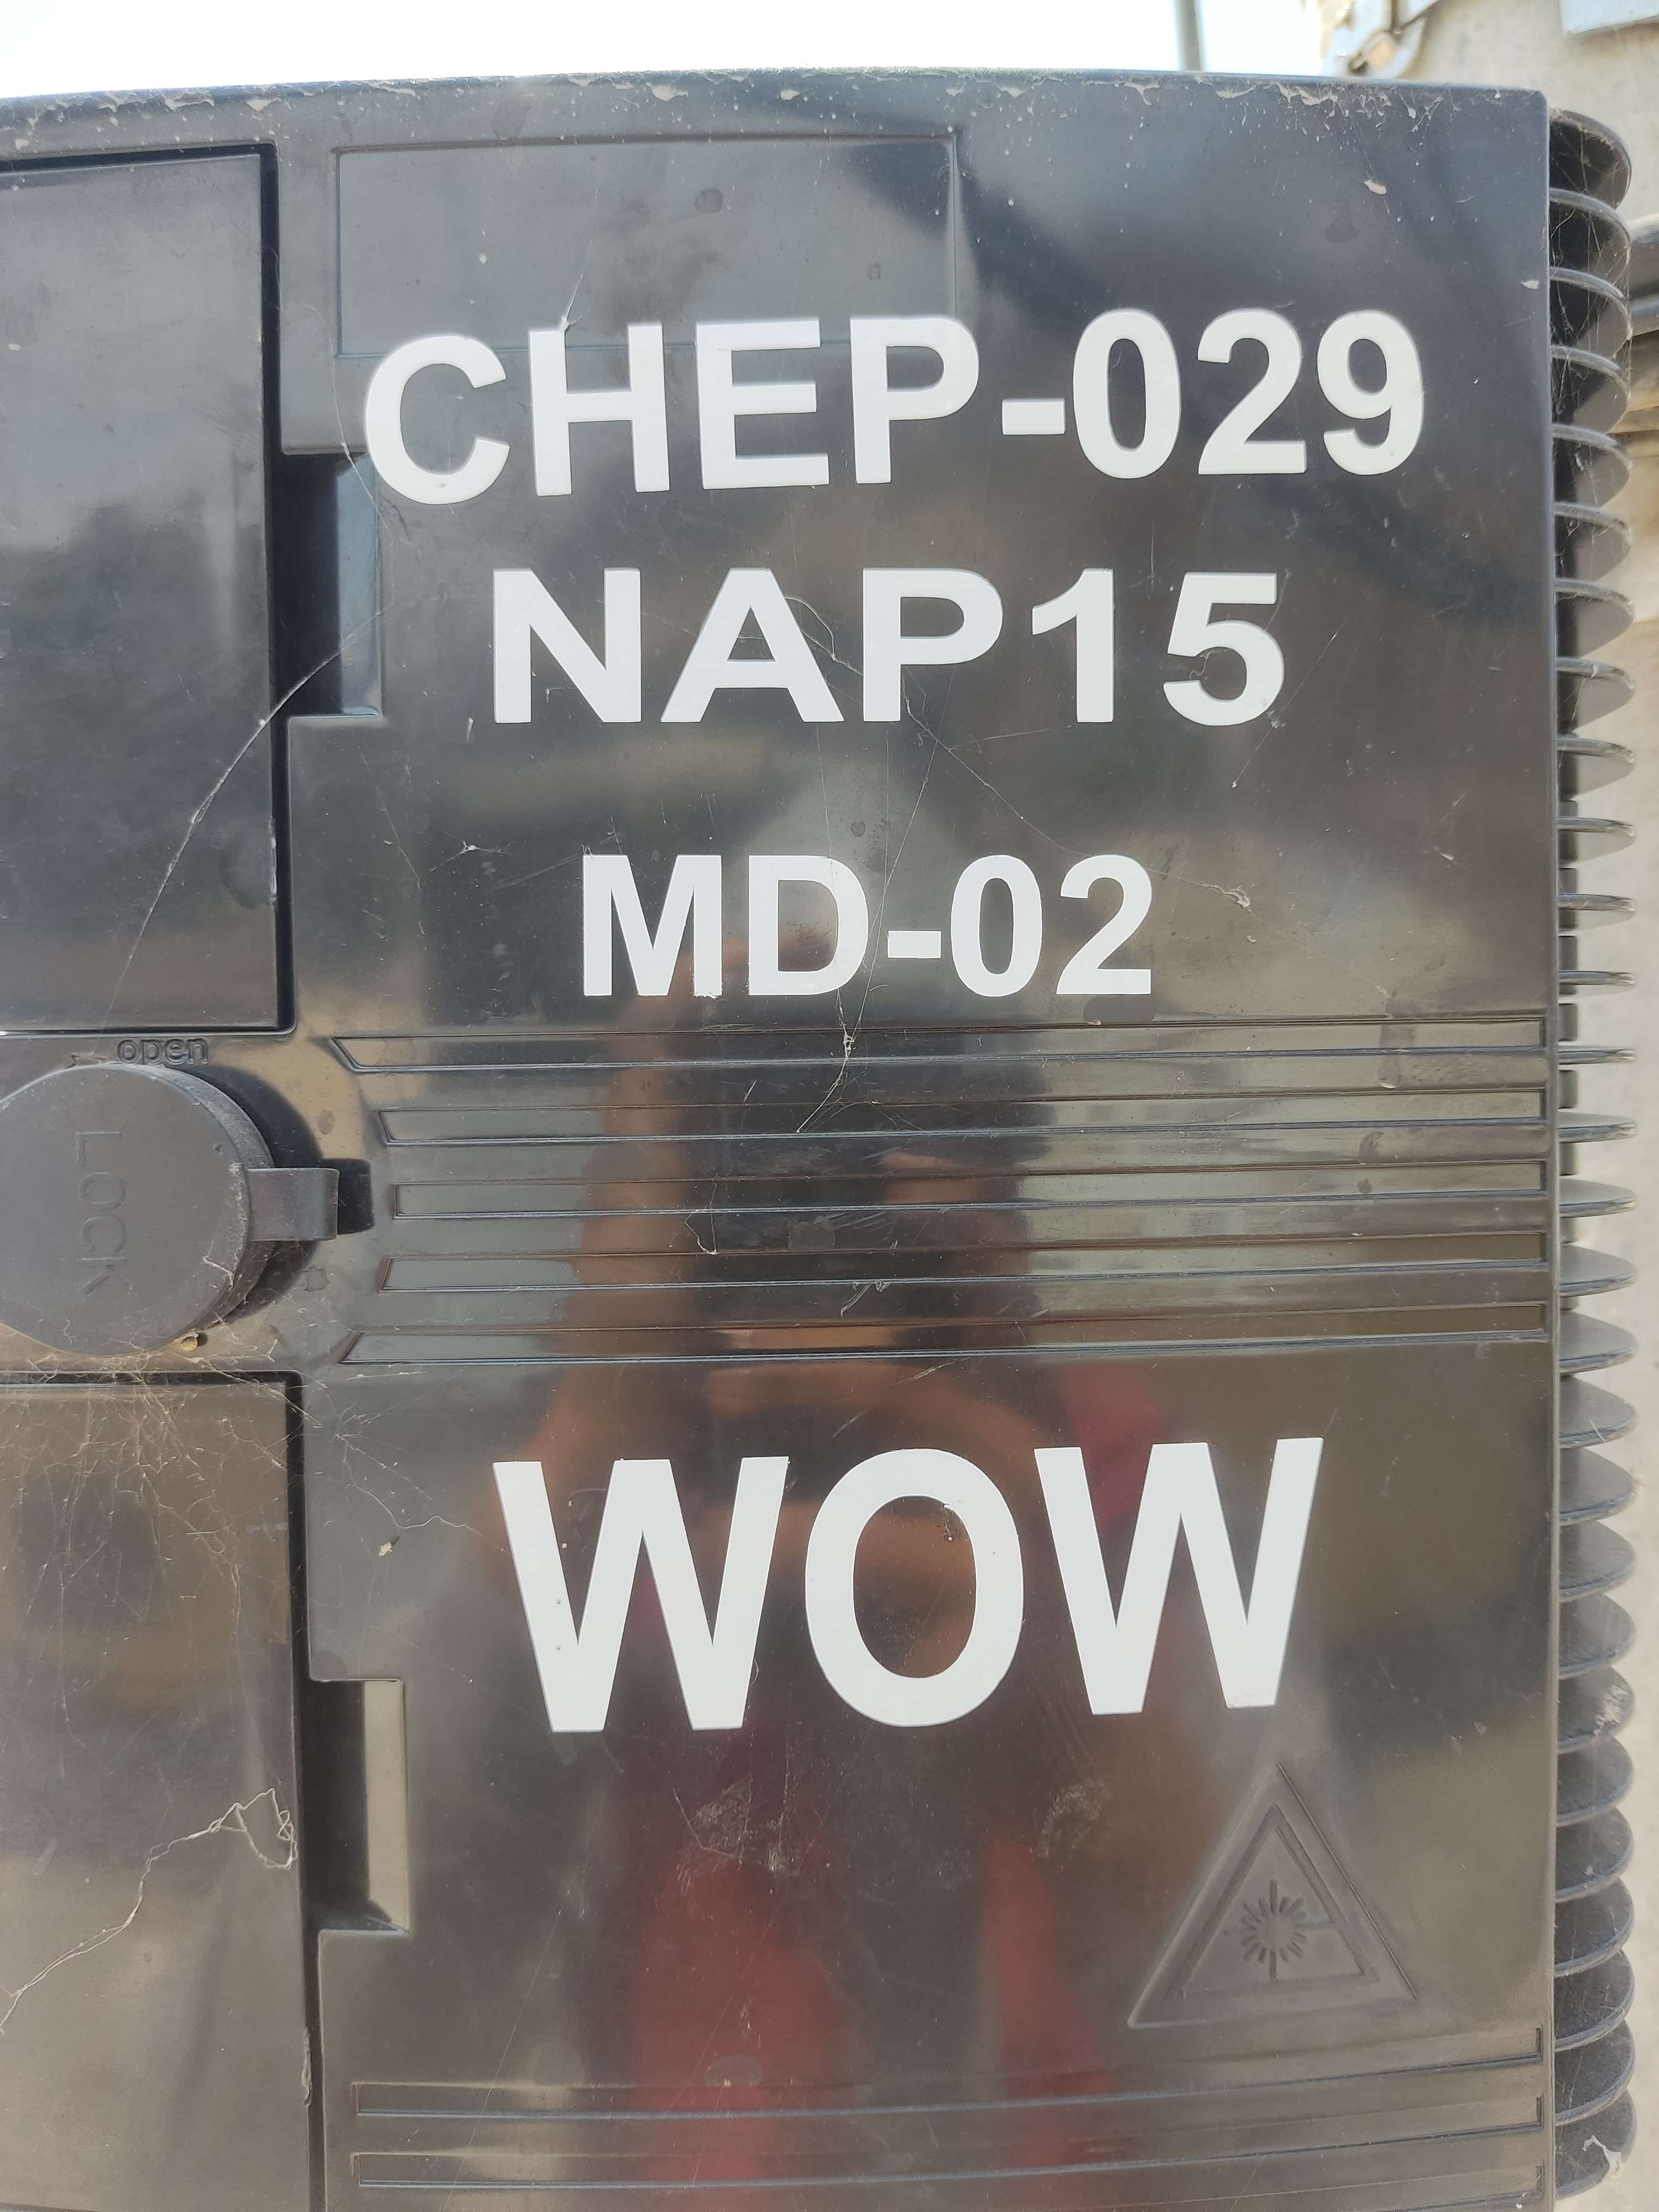 CHEP-029
NAP15
MD-02
open
LOCK
WOW